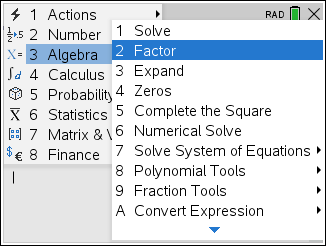 1 Actions
2 Number
3 Algebra
4 Calculus
5 Probability
6 Statistics
7 Matrix & V
8 Finance
RAD
1 Solve
2 Factor
3 Expand
4 Zeros
5 Complete the Square
6 Numerical Solve
7 Solve System of Equations
8 Polynomial Tools
9 Fraction Tools
A Convert Expression